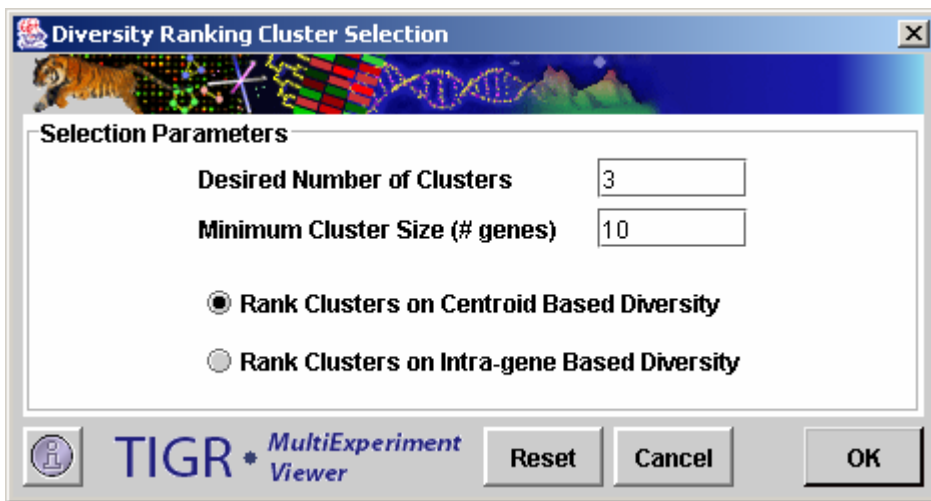 Diversity Ranking Cluster Selection
Selection Parameters
Desired Number of Clusters 3
Minimum Cluster Size (# genes) 10
Rank Clusters on Centroid Based Diversity
Rank Clusters on Intra-gene Based Diversity
TIGR • MultiExperiment
Viewer
Reset Cancel OK